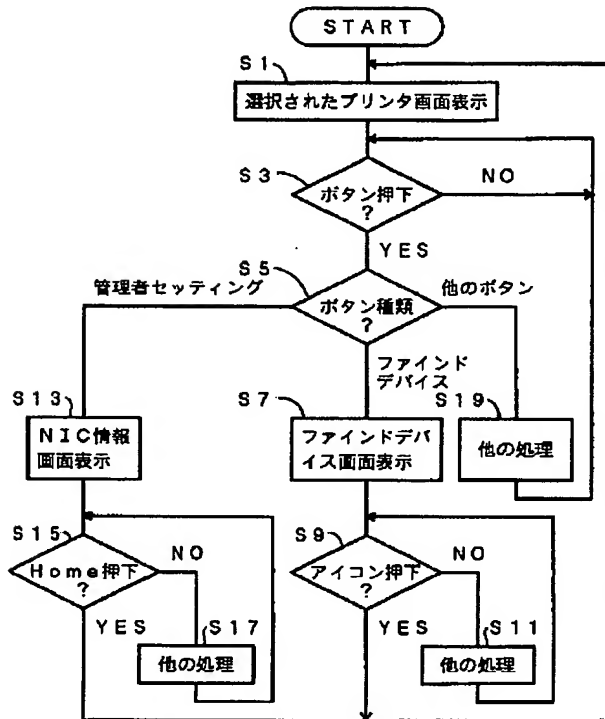 START
S1
選択されたプリンタ画面表示
S3
ボタン押下
?
NO
YES
S5
ボタン種類
?
管理者セッティング
他のボタン
ファインド
デバイス
S13
NIC情報
画面表示
S7
ファインドデバ
イス画面表示
S19
他の処理
S15
Home押下
?
NO
YES
S17
他の処理
S9
アイコン押下
?
NO
YES
S11
他の処理